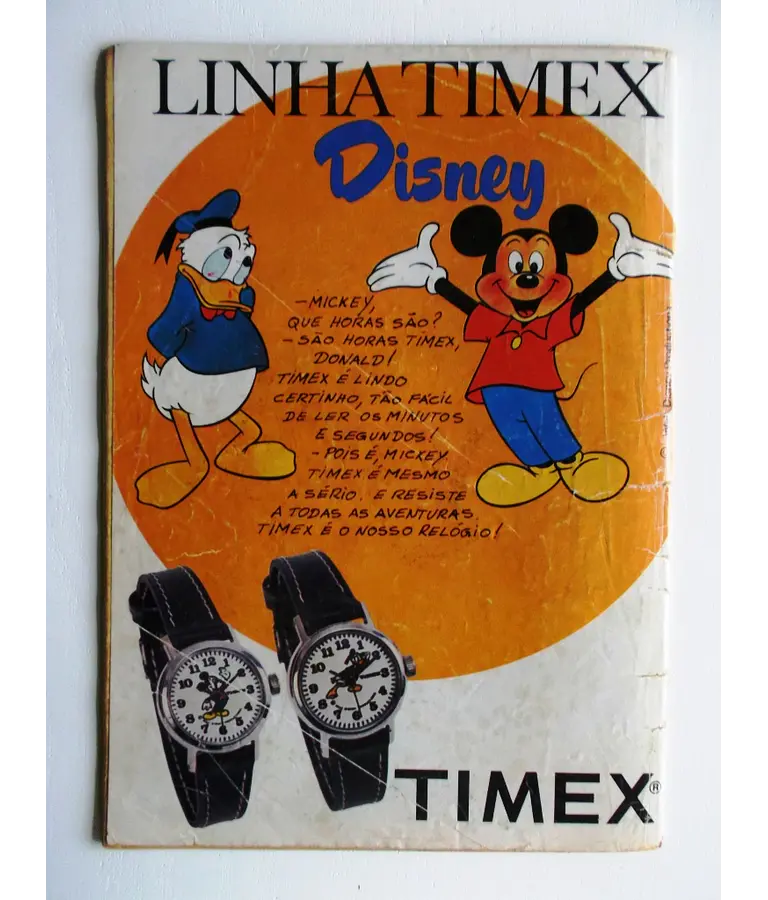 LINHA TIMEX
Disney
–MICKEY,
QUE HORAS SÃO?
– SÃO HORAS TIMEX,
DONALD!
TIMEX É LINDO
CERTINHO, TÃO FÁCIL
DE LER OS MINUTOS
E SEGUNDOS!
– POIS É, MICKEY.
TIMEX É MESMO
A SÉRIO. E RESISTE
A TODAS AS AVENTURAS.
TIMEX É O NOSSO RELÓGIO!
TIMEX®